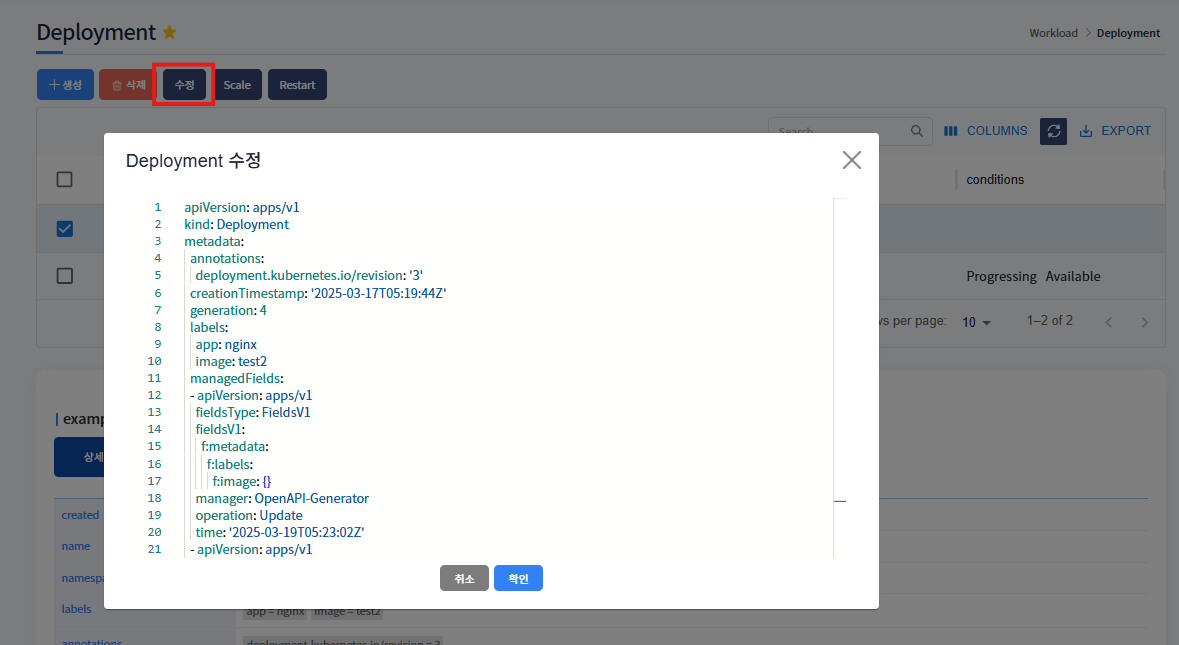 Deployment
Workload > Deployment
생성 삭제 수정 Scale Restart
Search COLUMNS EXPORT
conditions
Progressing Available
per page: 10 1–2 of 2
Deployment 수정
1 apiVersion: apps/v1
2 kind: Deployment
3 metadata:
4 annotations:
5 deployment.kubernetes.io/revision: '3'
6 creationTimestamp: '2025-03-17T05:19:44Z'
7 generation: 4
8 labels:
9 app: nginx
10 image: test2
11 managedFields:
12 - apiVersion: apps/v1
13 fieldsType: FieldsV1
14 fieldsV1:
15 f:metadata:
16 f:labels:
17 f:image: {}
18 manager: OpenAPI-Generator
19 operation: Update
20 time: '2025-03-19T05:23:02Z'
21 - apiVersion: apps/v1
취소 확인
examp
상세
created
name
namespa
labels app = nginx image = test2
annotations deployment.kubernetes.io/revision = 3